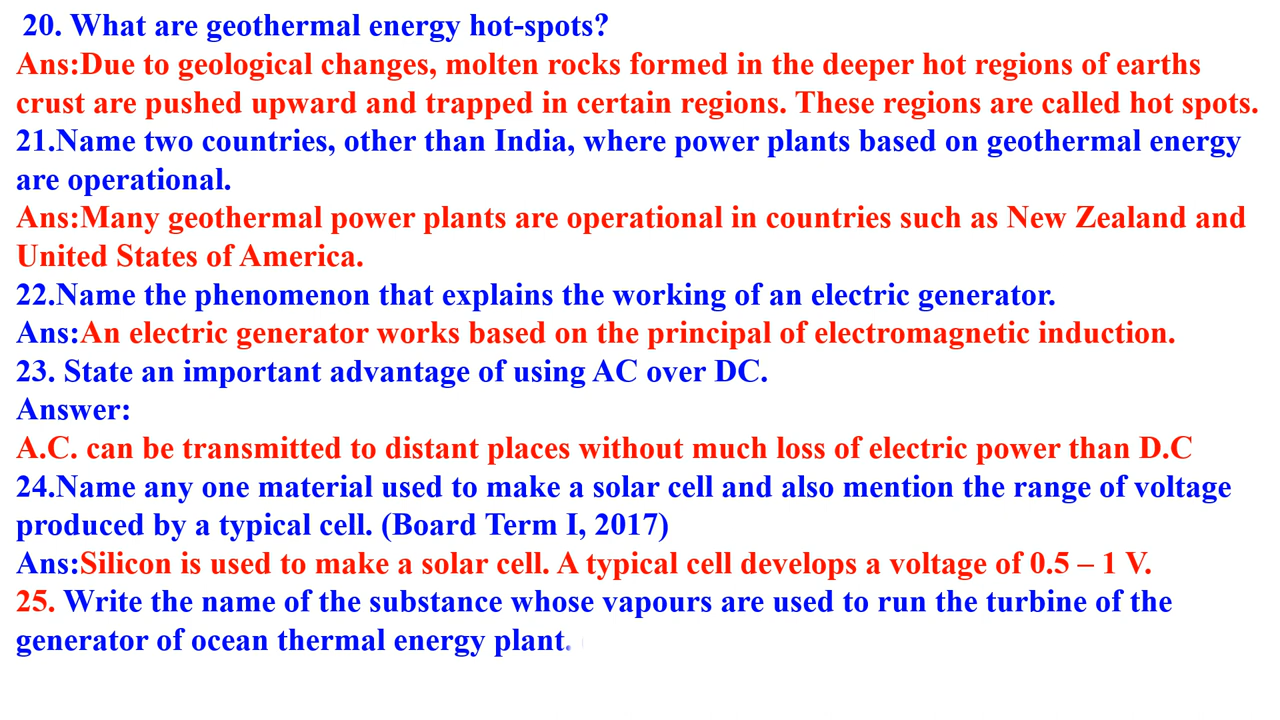 20. What are geothermal energy hot-spots?
Ans:Due to geological changes, molten rocks formed in the deeper hot regions of earths
crust are pushed upward and trapped in certain regions. These regions are called hot spots.
21.Name two countries, other than India, where power plants based on geothermal energy
are operational.
Ans:Many geothermal power plants are operational in countries such as New Zealand and
United States of America.
22.Name the phenomenon that explains the working of an electric generator.
Ans:An electric generator works based on the principal of electromagnetic induction.
23. State an important advantage of using AC over DC.
Answer:
A.C. can be transmitted to distant places without much loss of electric power than D.C
24.Name any one material used to make a solar cell and also mention the range of voltage
produced by a typical cell. (Board Term I, 2017)
Ans:Silicon is used to make a solar cell. A typical cell develops a voltage of 0.5 – 1 V.
25. Write the name of the substance whose vapours are used to run the turbine of the
generator of ocean thermal energy plant.